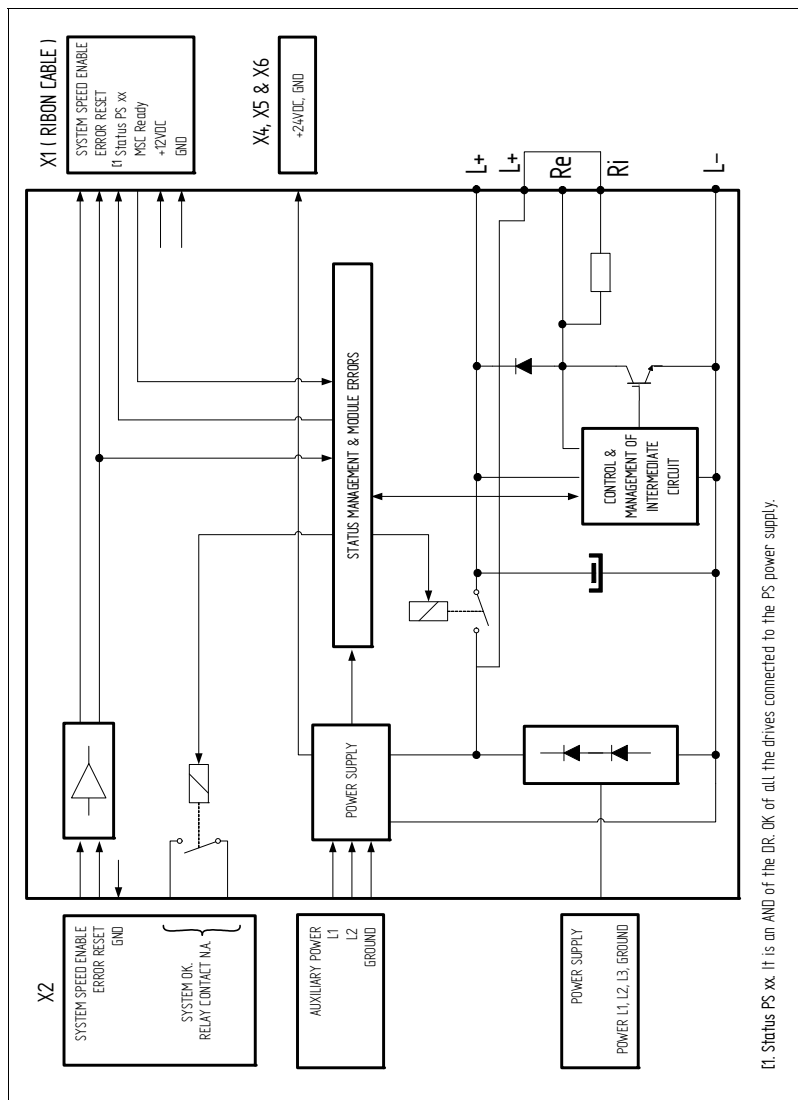 X2
SYSTEM SPEED ENABLE
ERROR RESET
GND
SYSTEM OK.
RELAY CONTACT N.A.
AUXILIARY POWER
L1
L2
GROUND
POWER SUPPLY
POWER L1, L2, L3, GROUND
POWER SUPPLY
STATUS MANAGEMENT & MODULE ERRORS
CONTROL &
MANAGEMENT OF
INTERMEDIATE
CIRCUIT
X1 ( RIBON CABLE )
SYSTEM SPEED ENABLE
ERROR RESET
[1 Status PS xx
MSC Ready
+12VDC
GND
X4, X5 & X6
+24VDC, GND
L+
L+
Re
Ri
L-
[1. Status PS xx. It is an AND of the DR. OK of all the drives connected to the PS power supply.